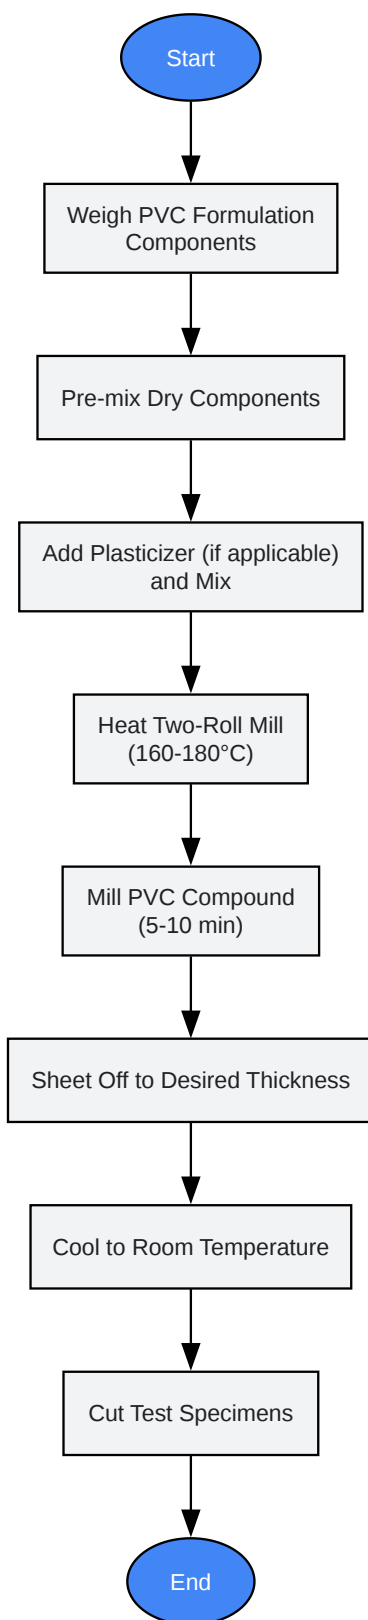 Start
Weigh PVC Formulation
Components
Pre-mix Dry Components
Add Plasticizer (if applicable)
and Mix
Heat Two-Roll Mill
(160-180°C)
Mill PVC Compound
(5-10 min)
Sheet Off to Desired Thickness
Cool to Room Temperature
Cut Test Specimens
End